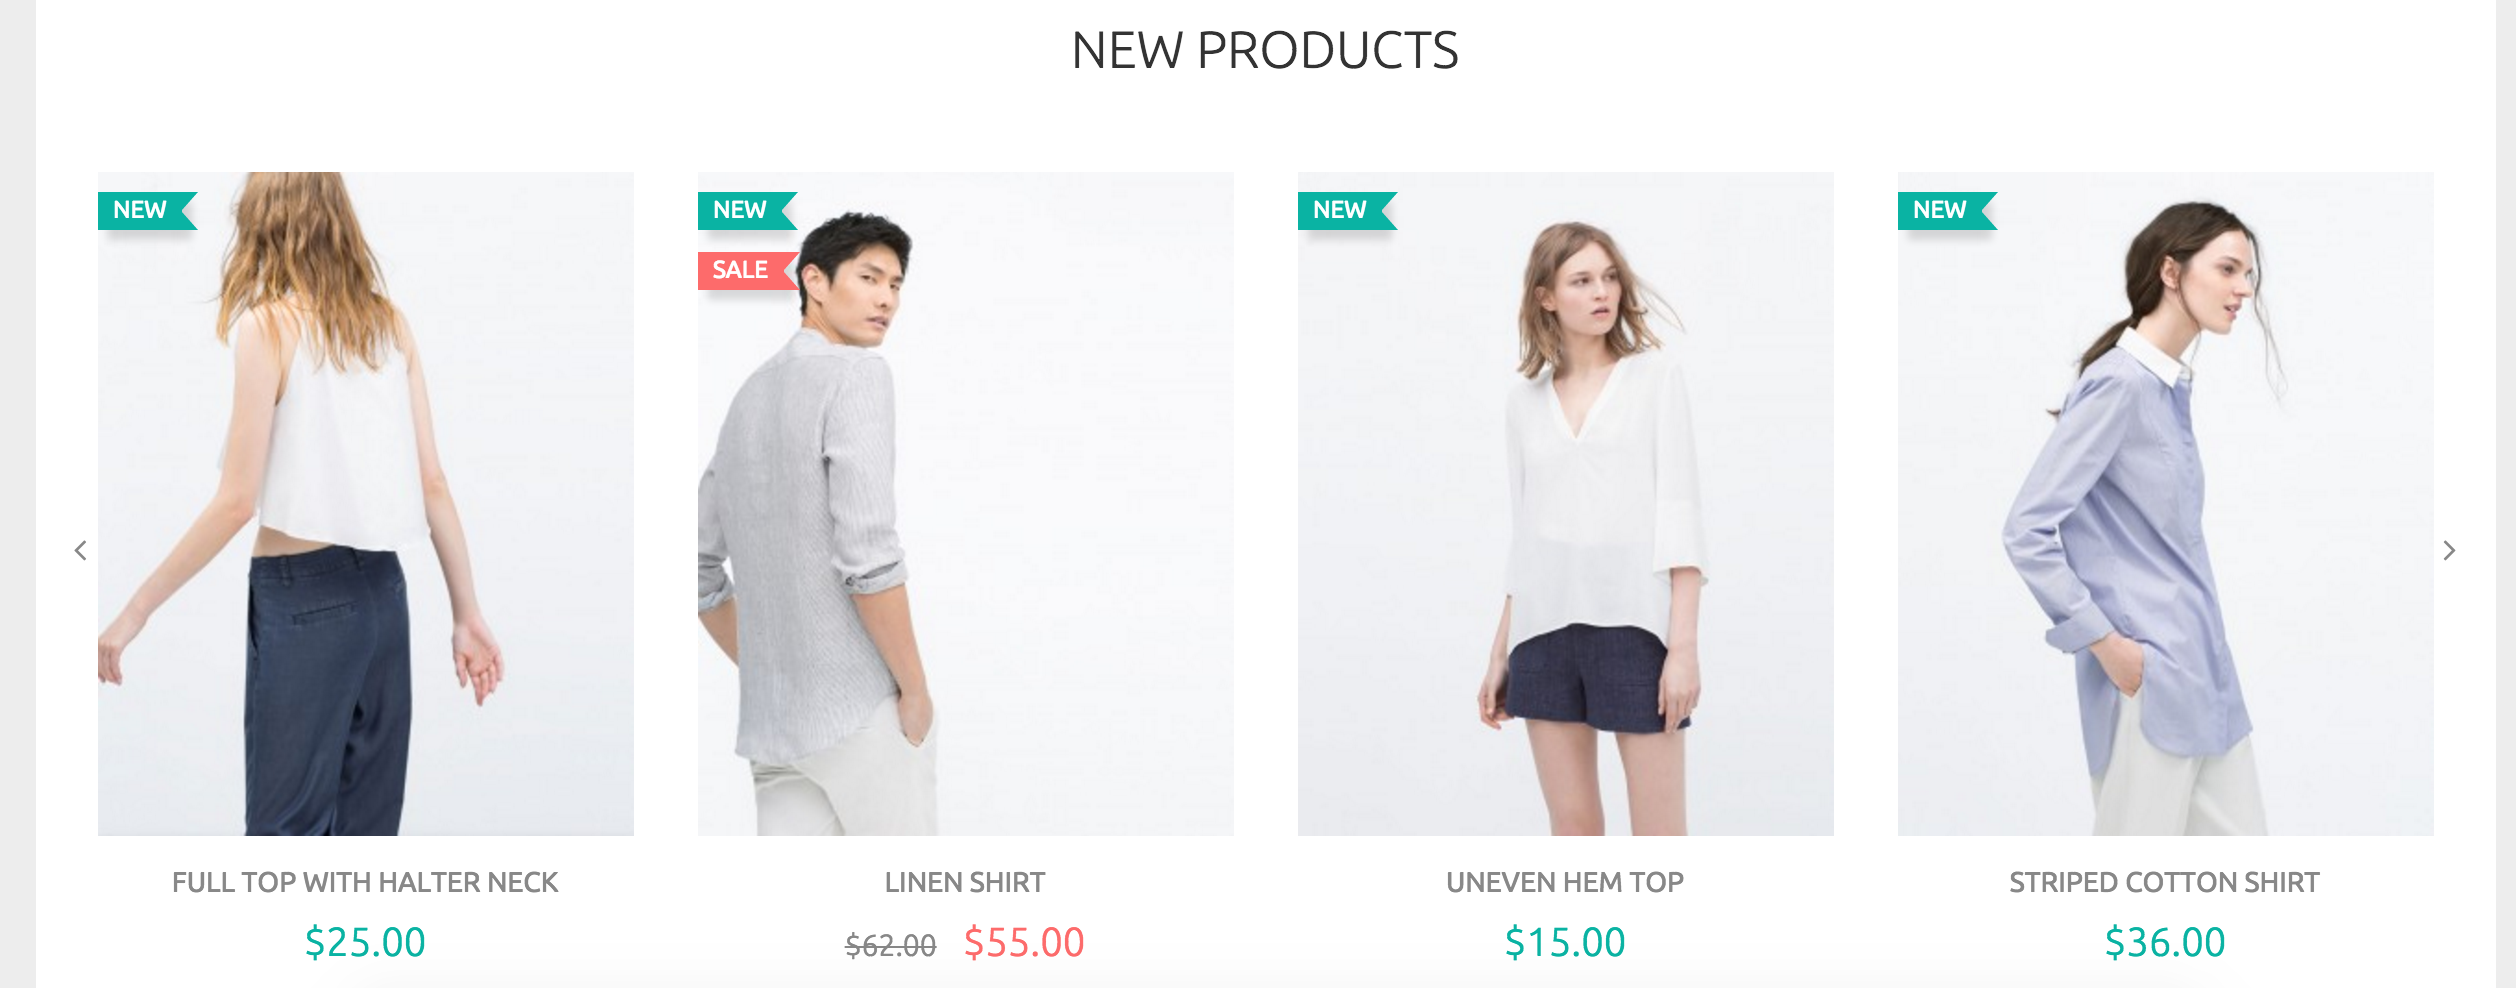 NEW PRODUCTS
NEW
NEW
SALE
NEW
NEW
FULL TOP WITH HALTER NECK
$25.00
LINEN SHIRT
$62.00 $55.00
UNEVEN HEM TOP
$15.00
STRIPED COTTON SHIRT
$36.00